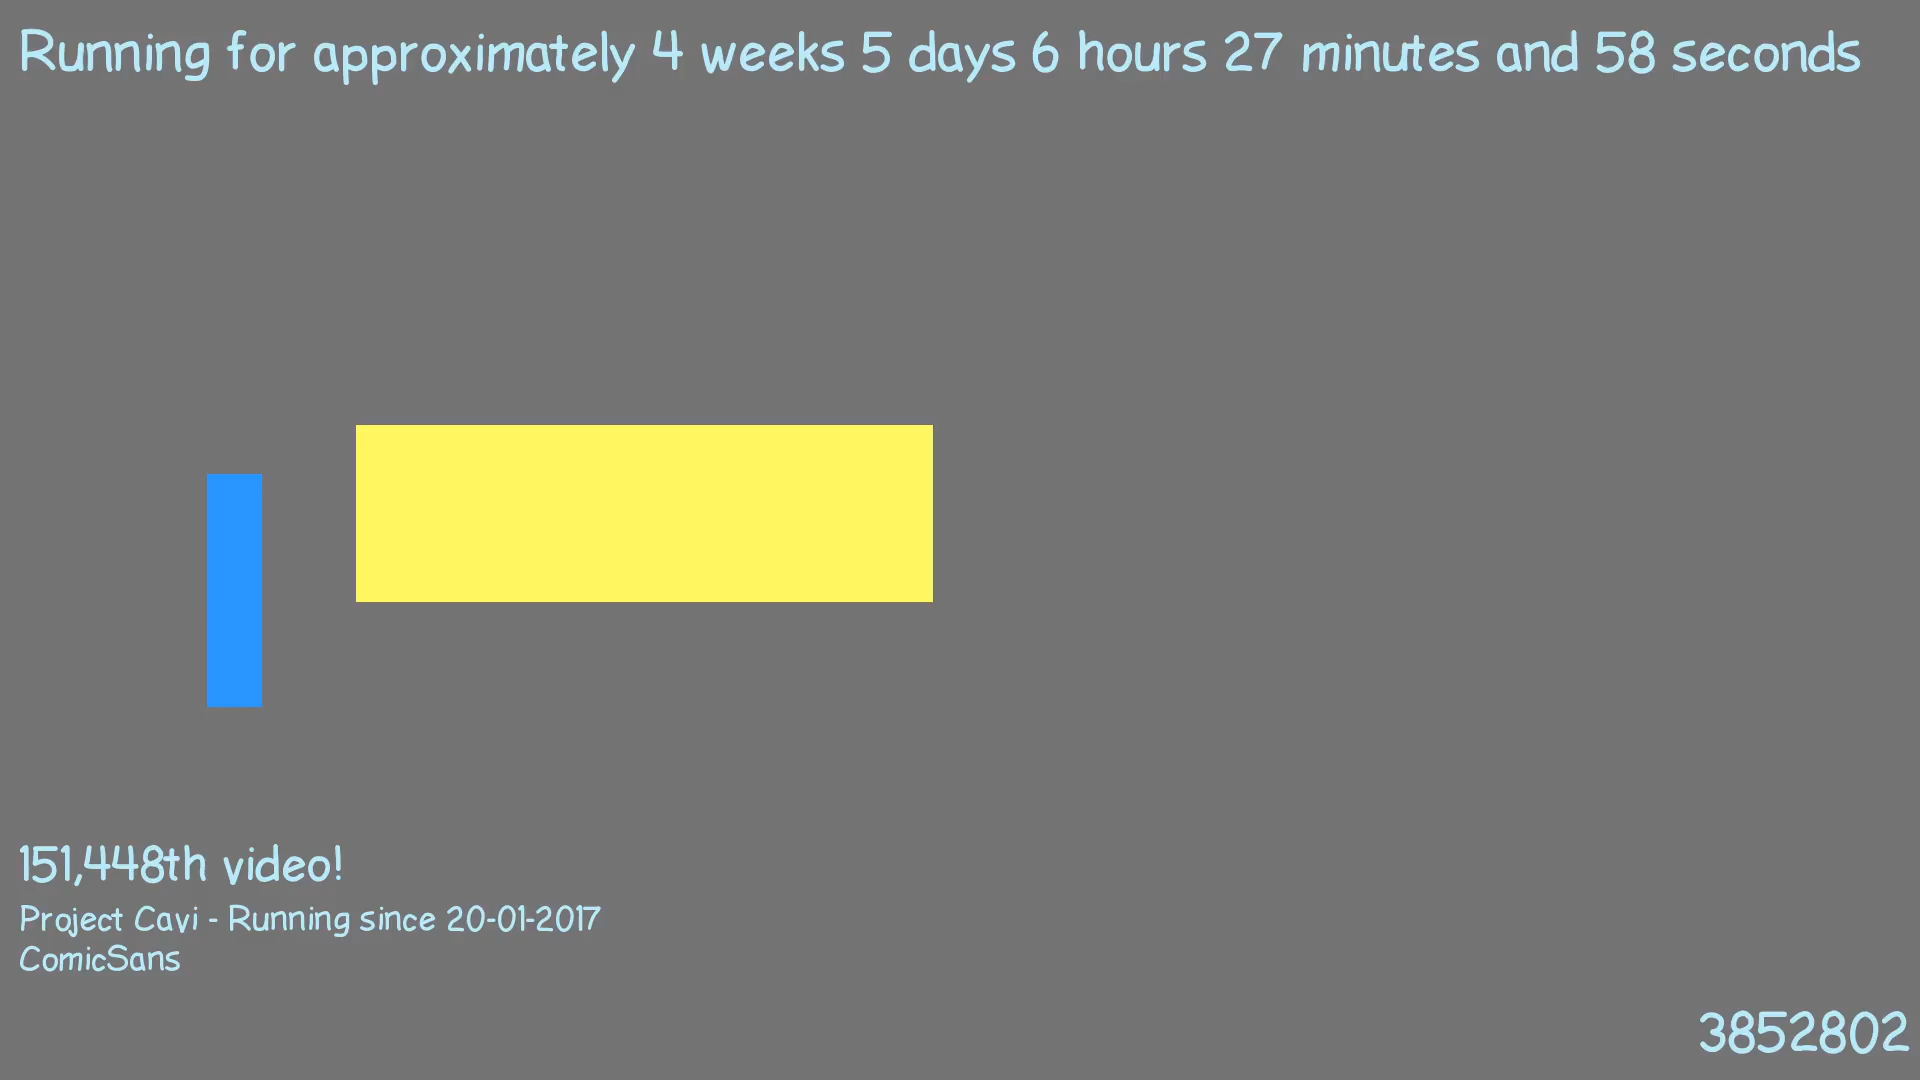 Running for approximately 4 weeks 5 days 6 hours 27 minutes and 58 seconds
151,448th video!
Project Cavi - Running since 20-01-2017
ComicSans
3852802